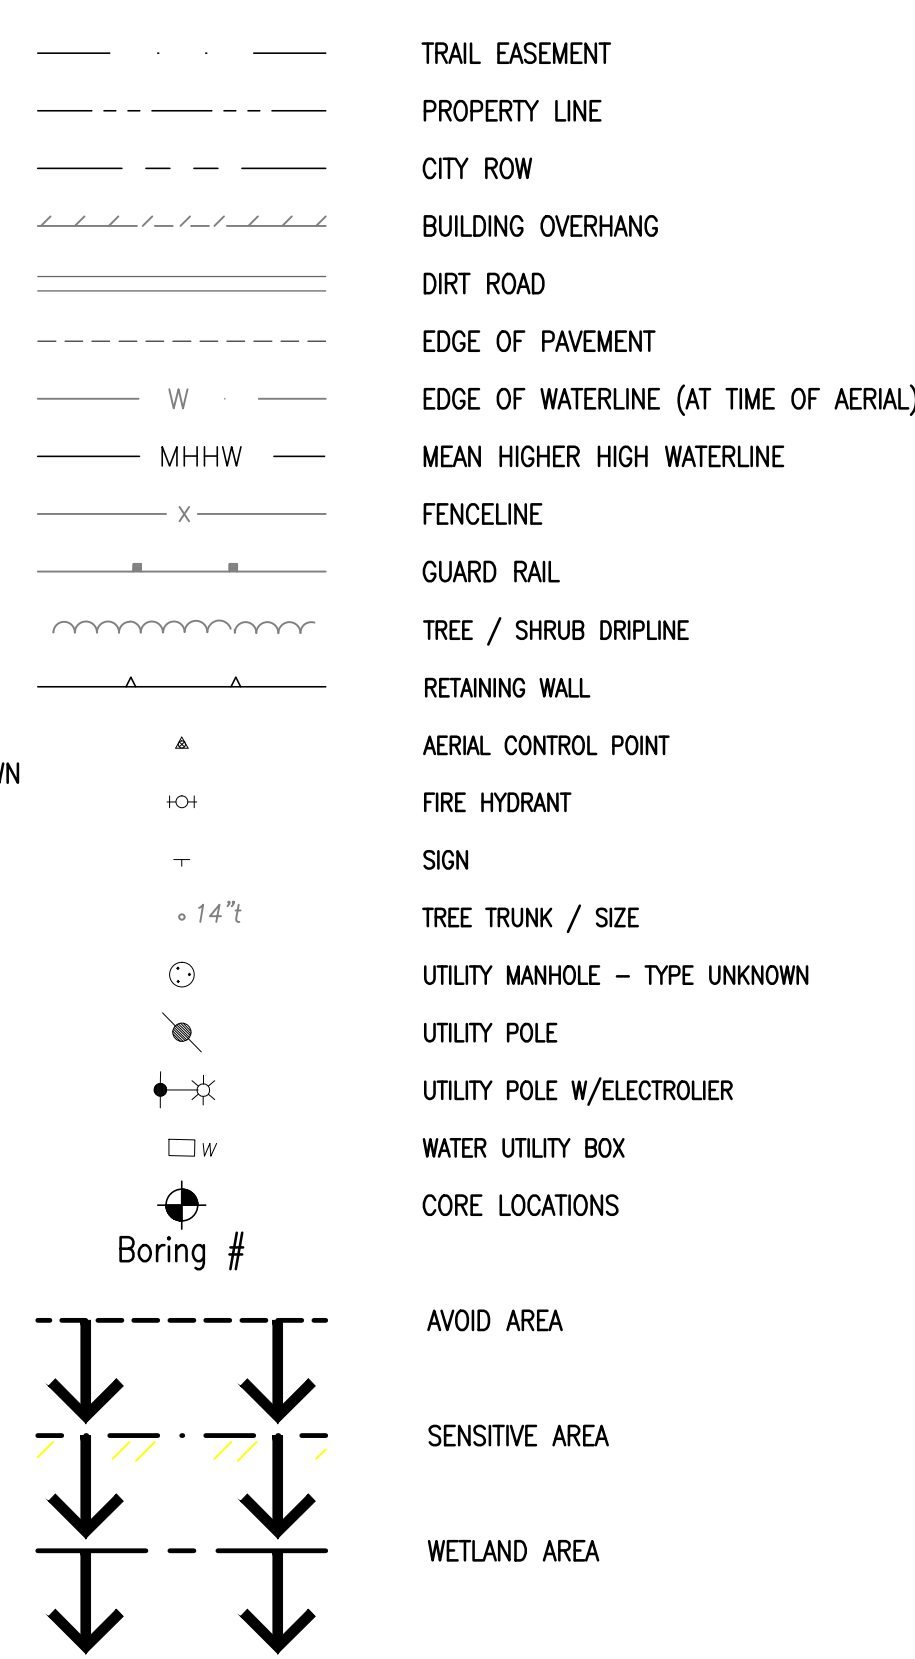 TRAIL EASEMENT
PROPERTY LINE
CITY ROW
BUILDING OVERHANG
DIRT ROAD
EDGE OF PAVEMENT
W EDGE OF WATERLINE (AT TIME OF AERIAL)
MHHW MEAN HIGHER HIGH WATERLINE
X FENCELINE
GUARD RAIL
TREE / SHRUB DRIPLINE
RETAINING WALL
AERIAL CONTROL POINT
WN
FIRE HYDRANT
SIGN
14"t TREE TRUNK / SIZE
UTILITY MANHOLE – TYPE UNKNOWN
UTILITY POLE
UTILITY POLE W/ELECTROLIER
W WATER UTILITY BOX
CORE LOCATIONS
Boring #
AVOID AREA
SENSITIVE AREA
WETLAND AREA